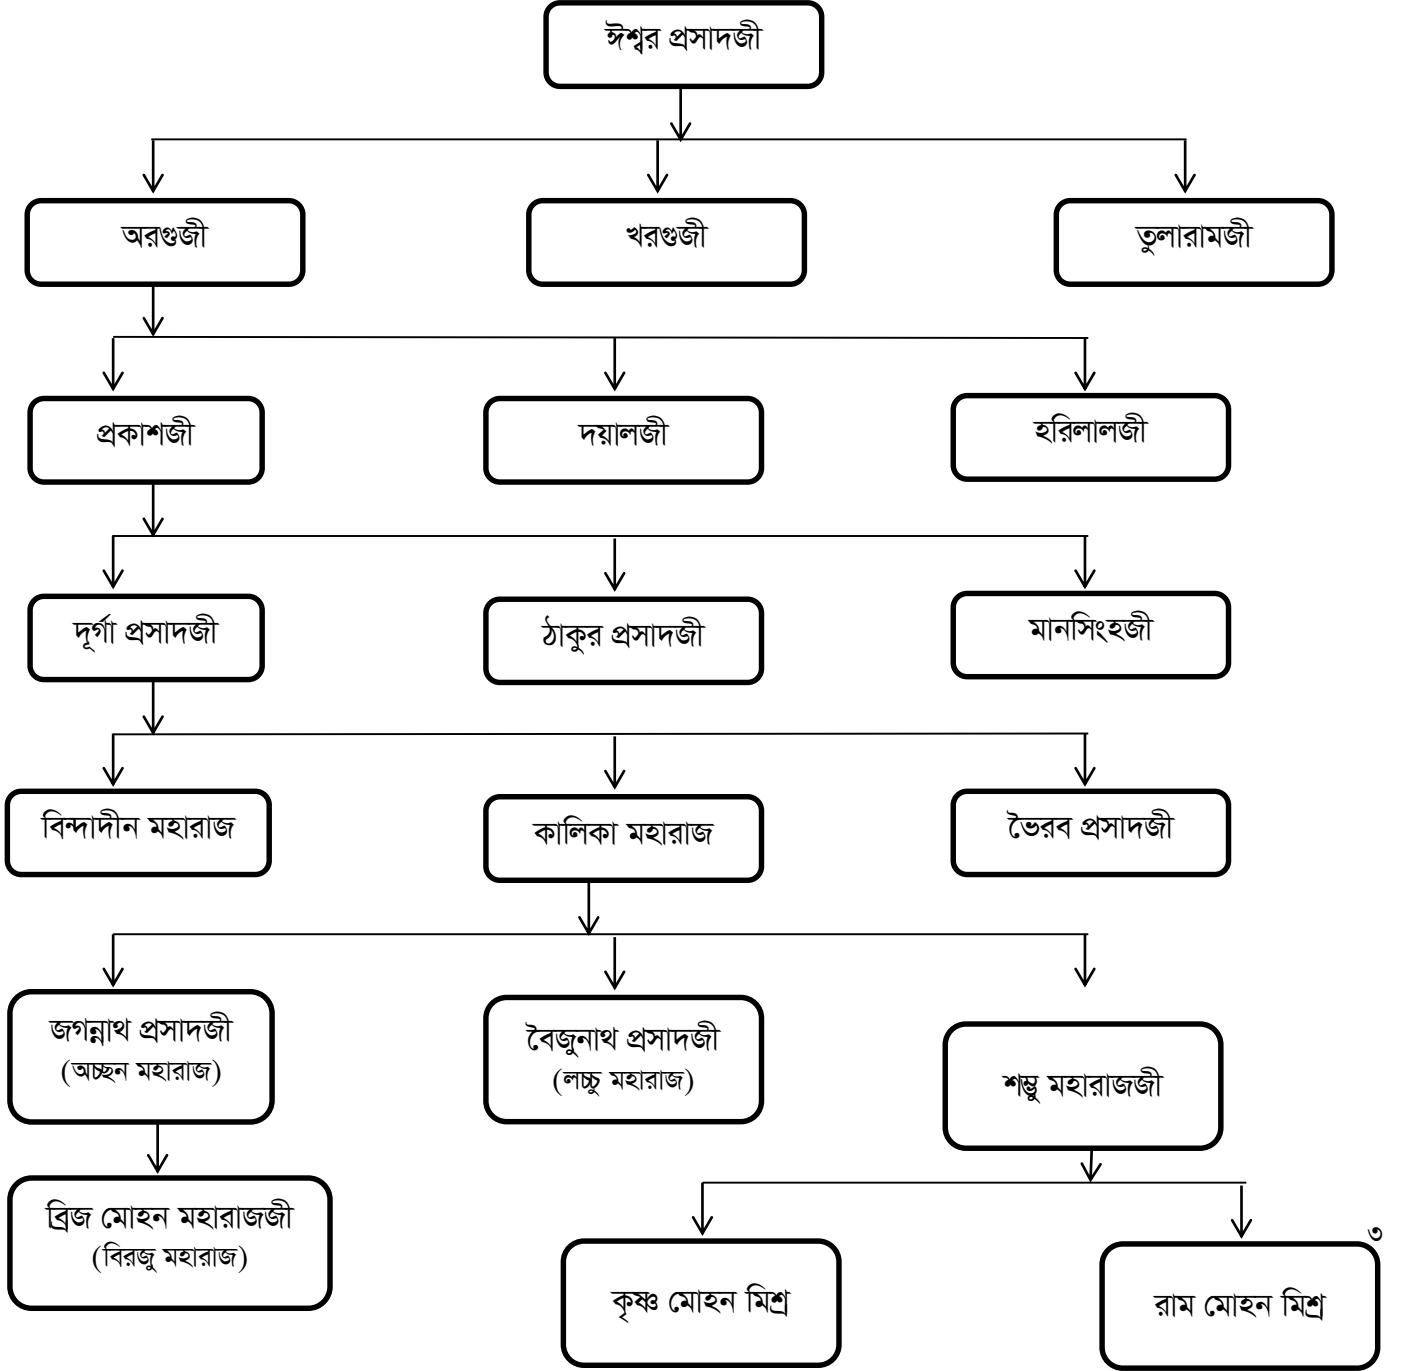 ঈশ্বর প্রসাদজী
অরগুজী
খরগুজী
তুলারামজী
প্রকাশজী
দয়ালজী
হরিলালজী
দূর্গা প্রসাদজী
ঠাকুর প্রসাদজী
মানসিংহজী
বিন্দাদীন মহারাজ
কালিকা মহারাজ
ভৈরব প্রসাদজী
জগন্নাথ প্রসাদজী
(অচ্ছন মহারাজ)
বৈজুনাথ প্রসাদজী
(লচ্চু মহারাজ)
শম্ভু মহারাজজী
ব্রিজ মোহন মহারাজজী
(বিরজু মহারাজ)
কৃষ্ণ মোহন মিশ্র
রাম মোহন মিশ্র
৩